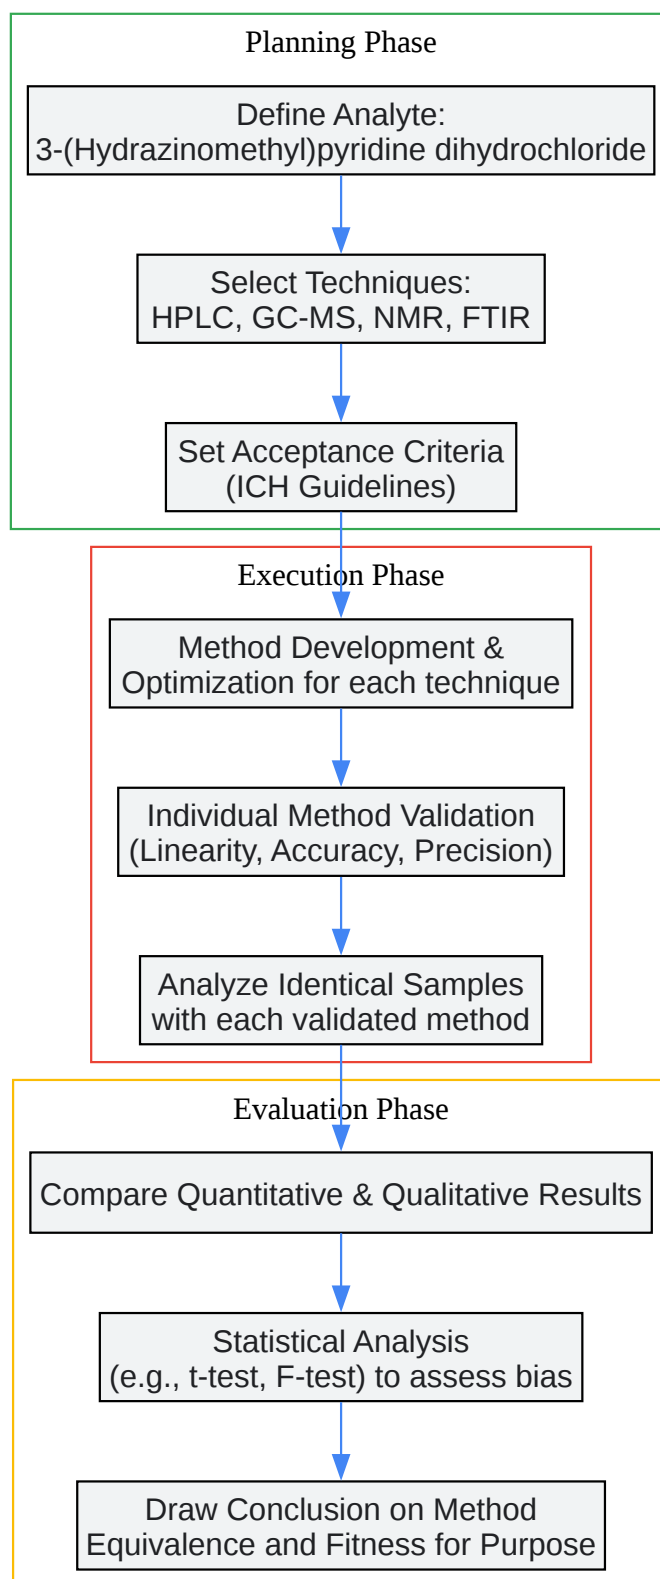 Planning Phase
Define Analyte:
3-(Hydrazinomethyl)pyridine dihydrochloride
Select Techniques:
HPLC, GC-MS, NMR, FTIR
Set Acceptance Criteria
(ICH Guidelines)
Execution Phase
Method Development &
Optimization for each technique
Individual Method Validation
(Linearity, Accuracy, Precision)
Analyze Identical Samples
with each validated method
Evaluation Phase
Compare Quantitative & Qualitative Results
Statistical Analysis
(e.g., t-test, F-test) to assess bias
Draw Conclusion on Method
Equivalence and Fitness for Purpose